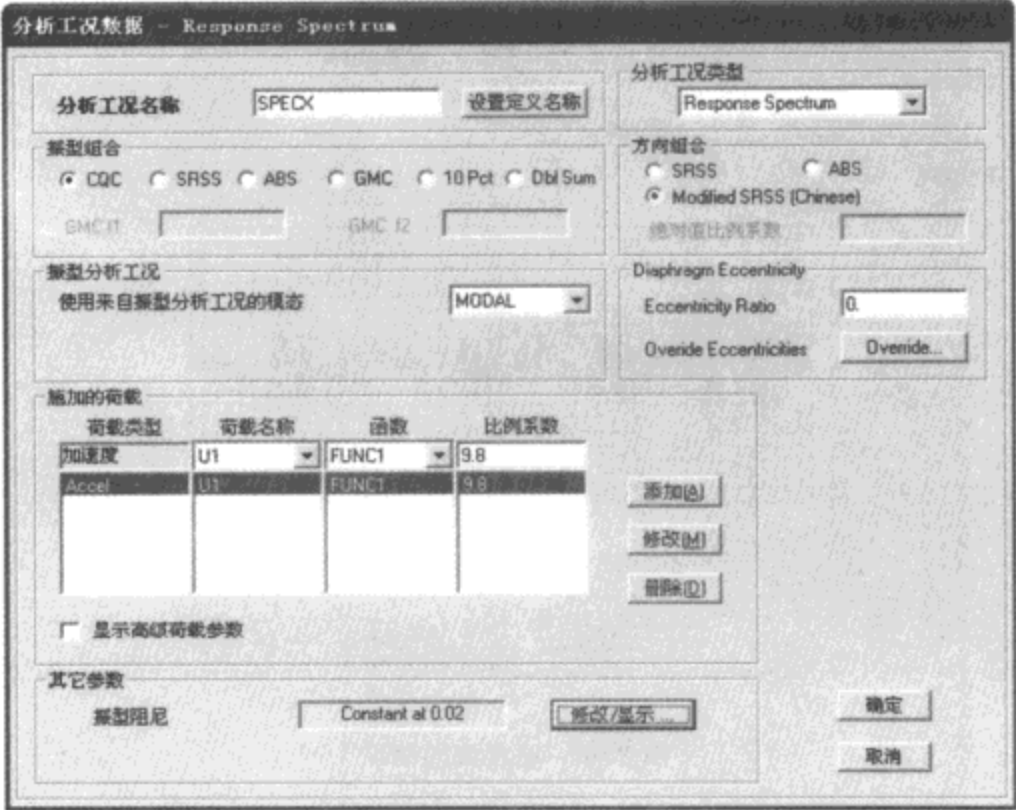 分析工况数据 - Response Spectrum
分析工况名称 SPECX 设置定义名称
分析工况类型
Response Spectrum
振型组合
CQC SRSS ABS GMC 10 Pct Dbl Sum
GMC f1 GMC f2
方向组合
SRSS ABS
Modified SRSS (Chinese)
绝对值比例系数
振型分析工况
使用来自振型分析工况的模态 MODAL
Diaphragm Eccentricity
Eccentricity Ratio 0.
Override Eccentricities Override...
施加的荷载
荷载类型 荷载名称 函数 比例系数
加速度 U1 FUNC1 9.8
Accel U1 FUNC1 9.8
添加(A)
修改(M)
删除(D)
显示高级荷载参数
其它参数
振型阻尼 Constant at 0.02 修改/显示 ...
确定
取消